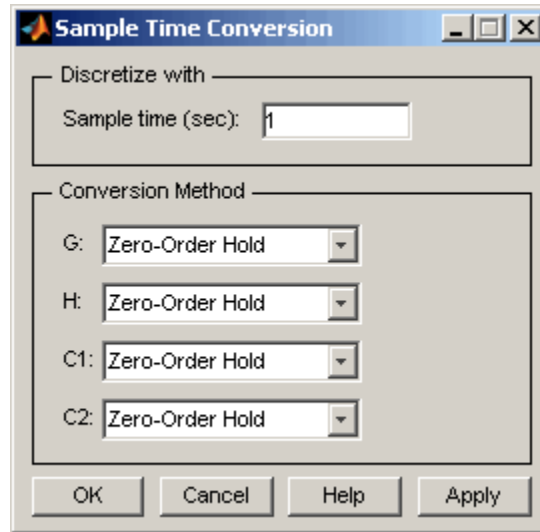 Sample Time Conversion
Discretize with
Sample time (sec): 1
Conversion Method
G: Zero-Order Hold
H: Zero-Order Hold
C1: Zero-Order Hold
C2: Zero-Order Hold
OK Cancel Help Apply